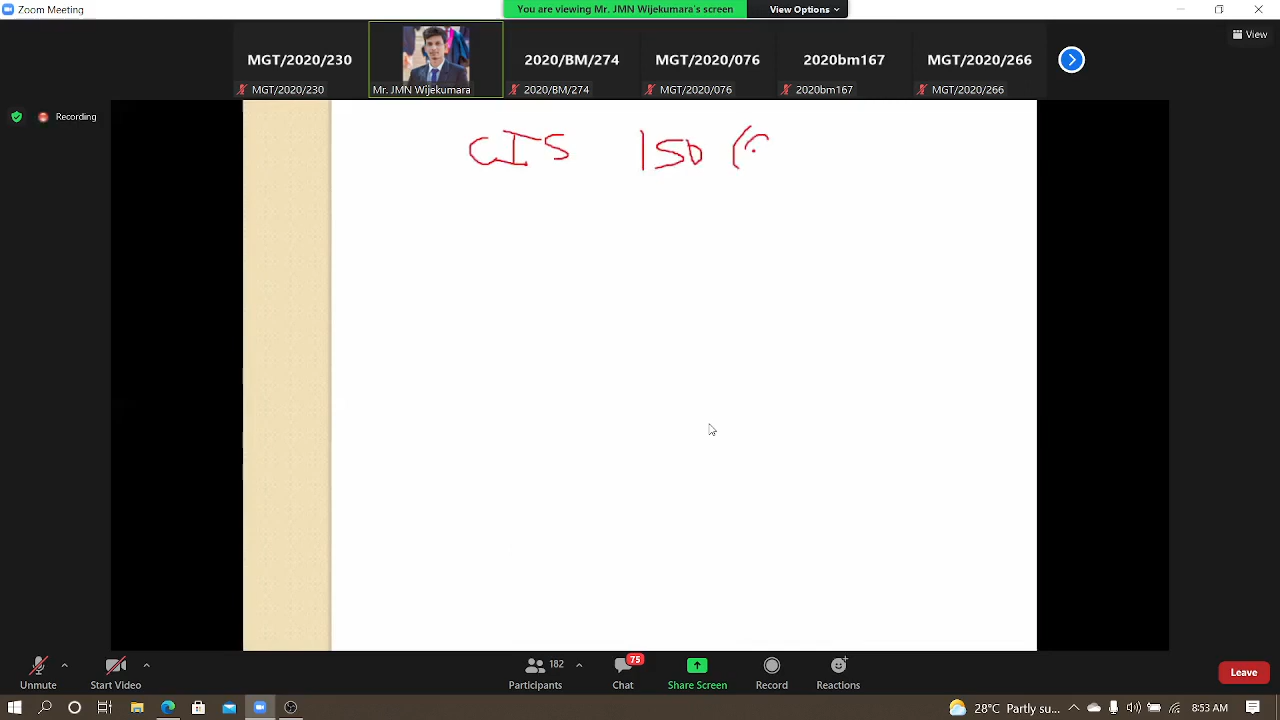 Zoom Meeting
You are viewing Mr. JMN Wijekumara's screen
View Options
View
MGT/2020/230
2020/BM/274
MGT/2020/076
2020bm167
MGT/2020/266
MGT/2020/230
Mr. JMN Wijekumara
2020/BM/274
MGT/2020/076
2020bm167
MGT/2020/266
Recording
CIS 150 (
Unmute
Start Video
182
Participants
75
Chat
Share Screen
Record
Reactions
Leave
28°C Partly su...
8:53 AM